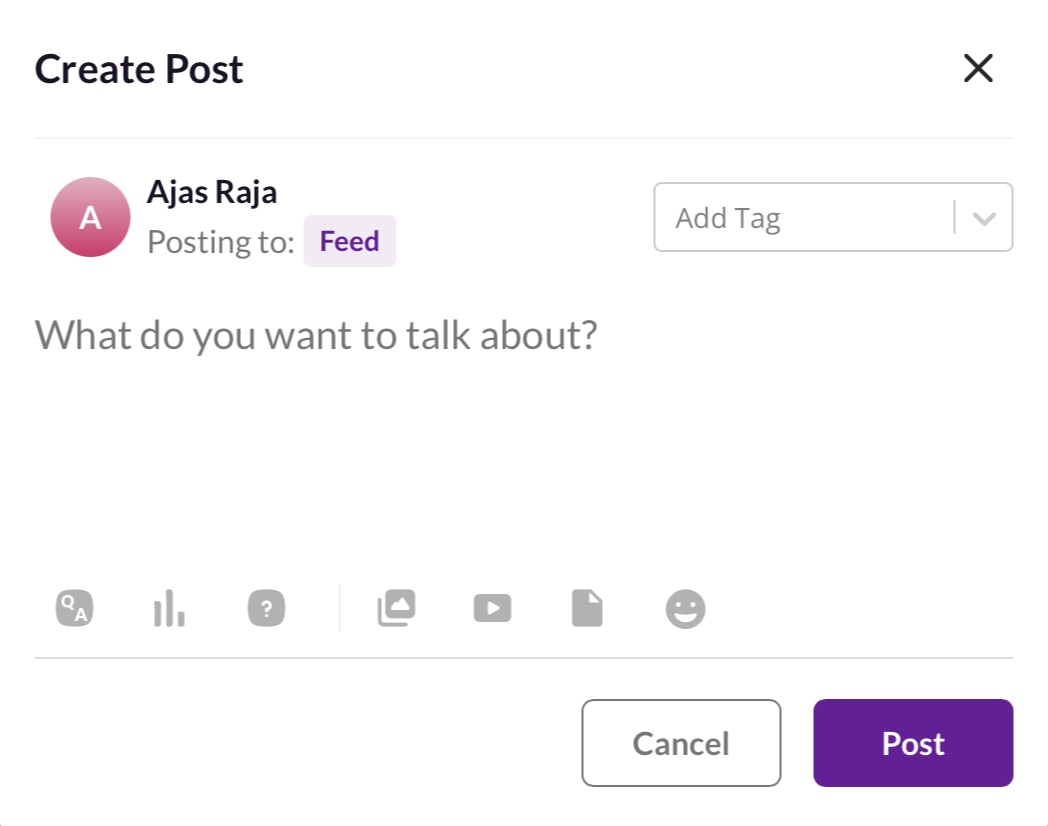 Create Post
A
Ajas Raja
Posting to: Feed
Add Tag
What do you want to talk about?
Q
A
?
Cancel
Post